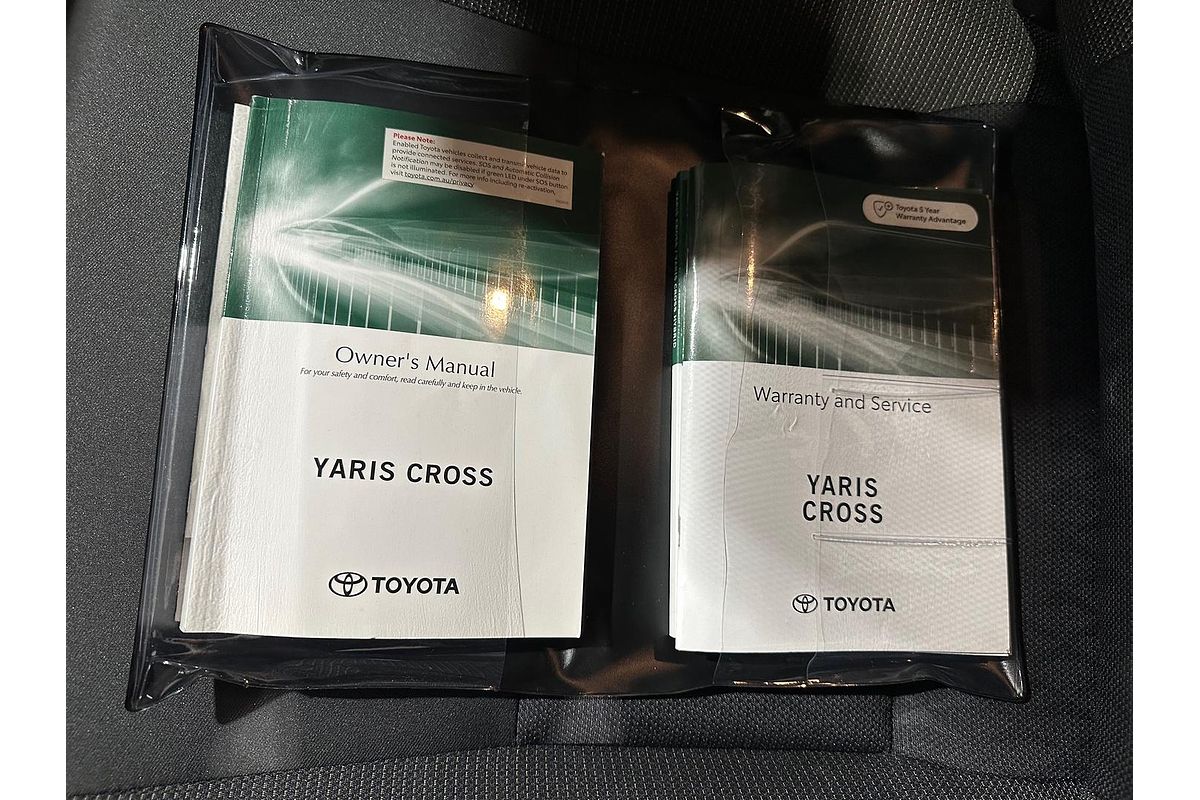 Please Note:
Enabled Toyota vehicles collect and transmit vehicle data to
provide connected services. SOS and Automatic Collision
Notification may be disabled if green LED under SOS button
is not illuminated. For more info including re-activation,
visit toyota.com.au/privacy
Owner's Manual
For your safety and comfort, read carefully and keep in the vehicle.
YARIS CROSS
TOYOTA
Toyota 5 Year
Warranty Advantage
CROSS HYBRID
Warranty and Service
YARIS
CROSS
TOYOTA